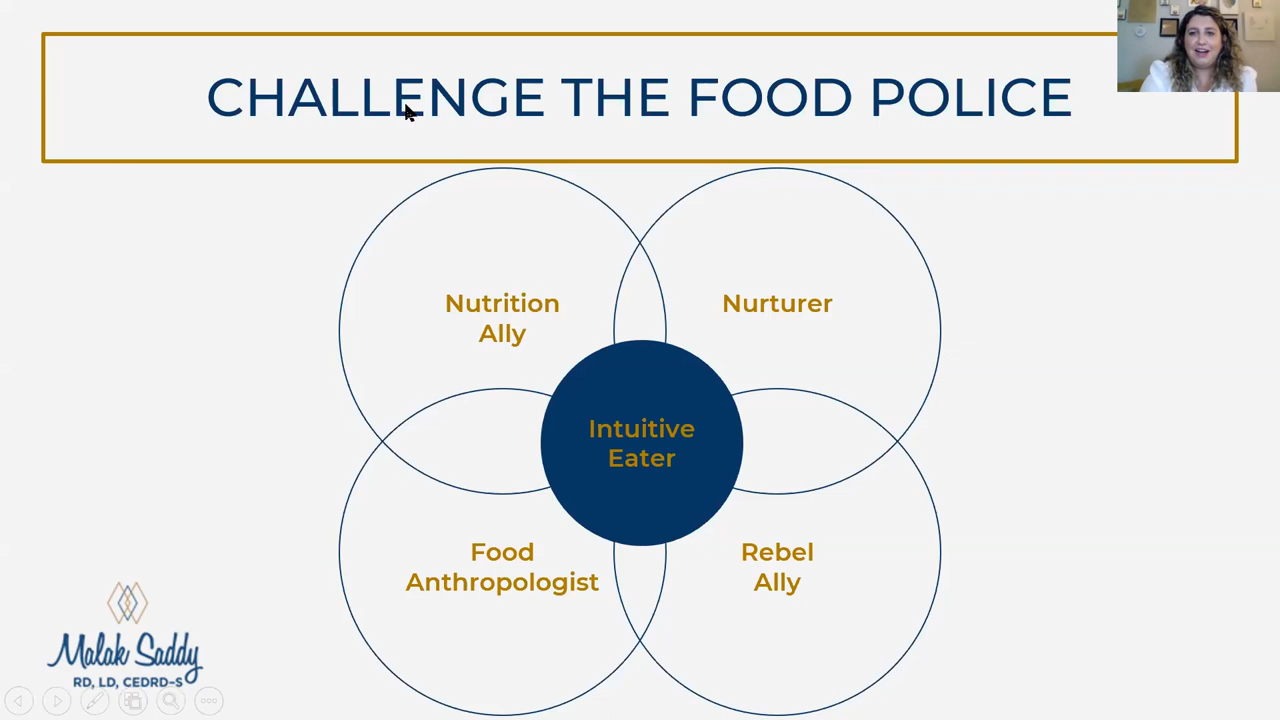 CHALLENGE THE FOOD POLICE
Nutrition
Ally
Nurturer
Intuitive
Eater
Food
Anthropologist
Rebel
Ally
Malak Saddy
RD, LD, CEDRD-S